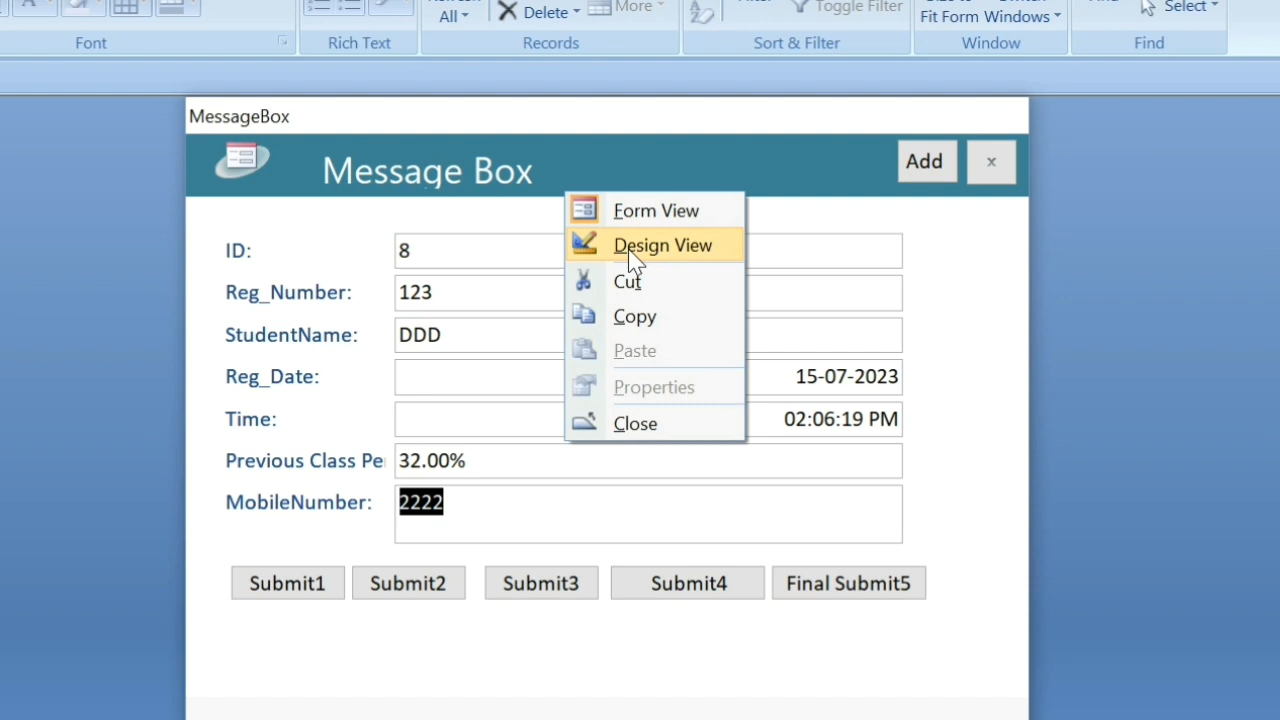 All Delete More Toggle Filter Fit Form Windows Select
Font Rich Text Records Sort & Filter Window Find
MessageBox
Message Box
Add x
Form View
Design View
Cut
Copy
Paste
Properties
Close
ID: 8
Reg_Number: 123
StudentName: DDD
Reg_Date: 15-07-2023
Time: 02:06:19 PM
Previous Class Pe 32.00%
MobileNumber: 2222
Submit1 Submit2 Submit3 Submit4 Final Submit5